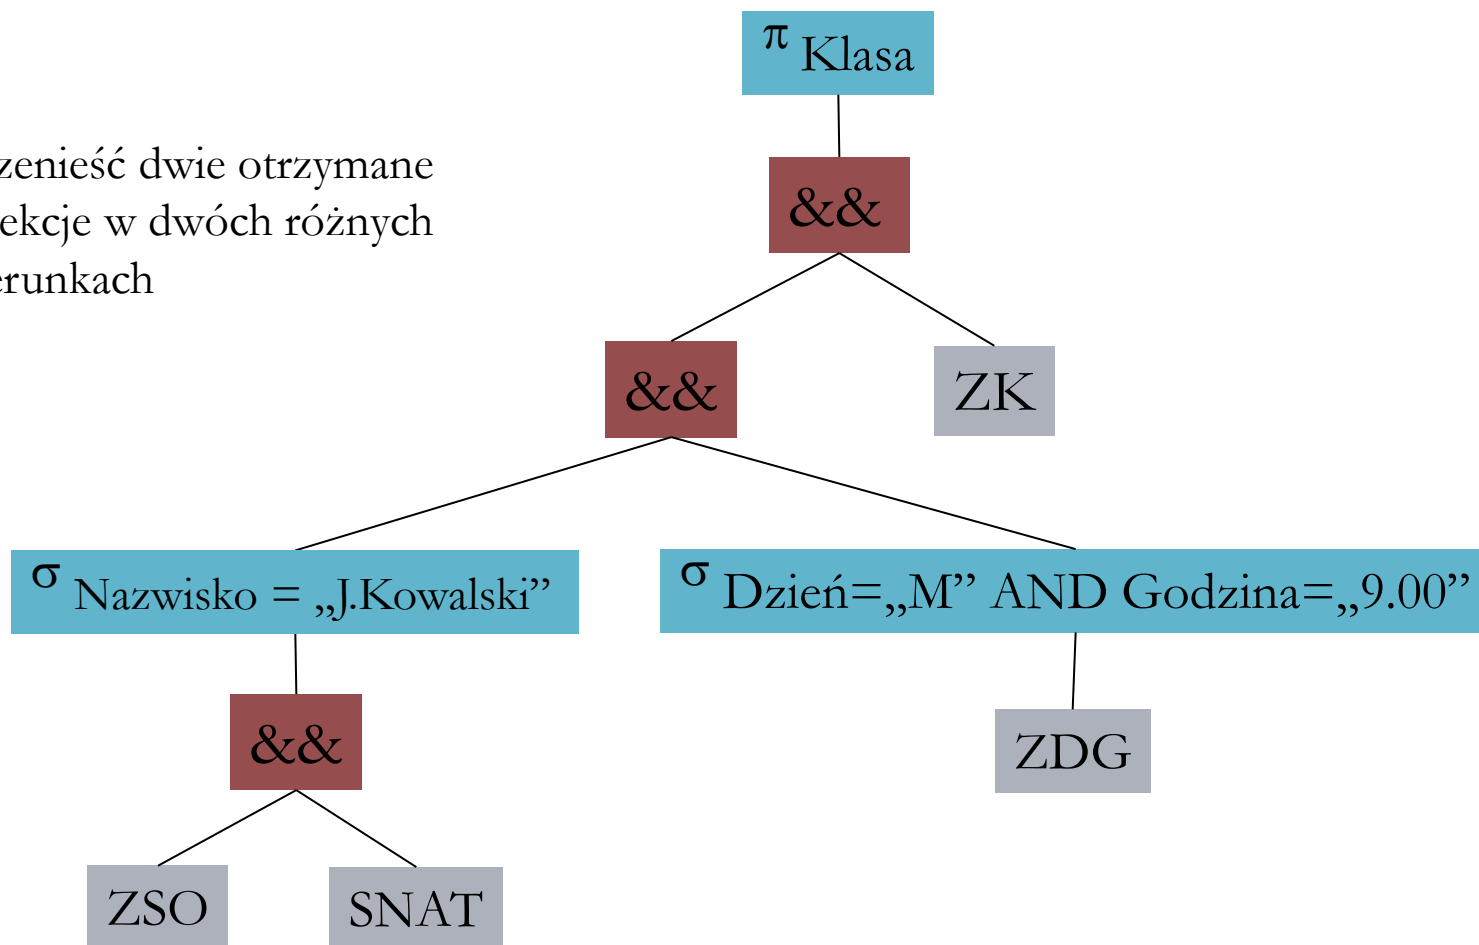 π Klasa
zenieść dwie otrzymane
ekcje w dwóch różnych
erunkach
&&
&&
ZK
σ Nazwisko = „J.Kowalski”
σ Dzień=„M” AND Godzina=„9.00”
&&
ZDG
ZSO
SNAT